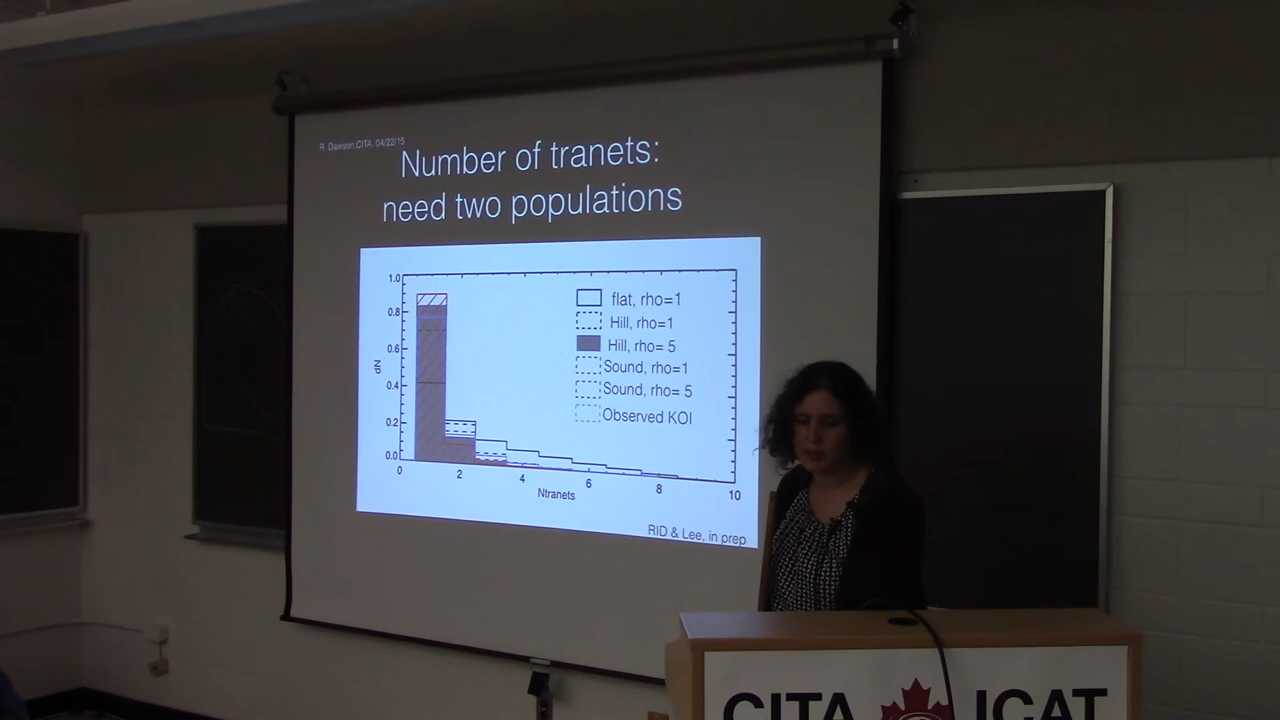 R. Dawson,CITA, 04/22/15
Number of tranets:
need two populations
1.0
0.8
0.6
0.4
0.2
0.0
dN
0
2
4
6
8
10
Ntranets
flat, rho=1
Hill, rho=1
Hill, rho= 5
Sound, rho=1
Sound, rho= 5
Observed KOI
RID & Lee, in prep
CITA ICAT